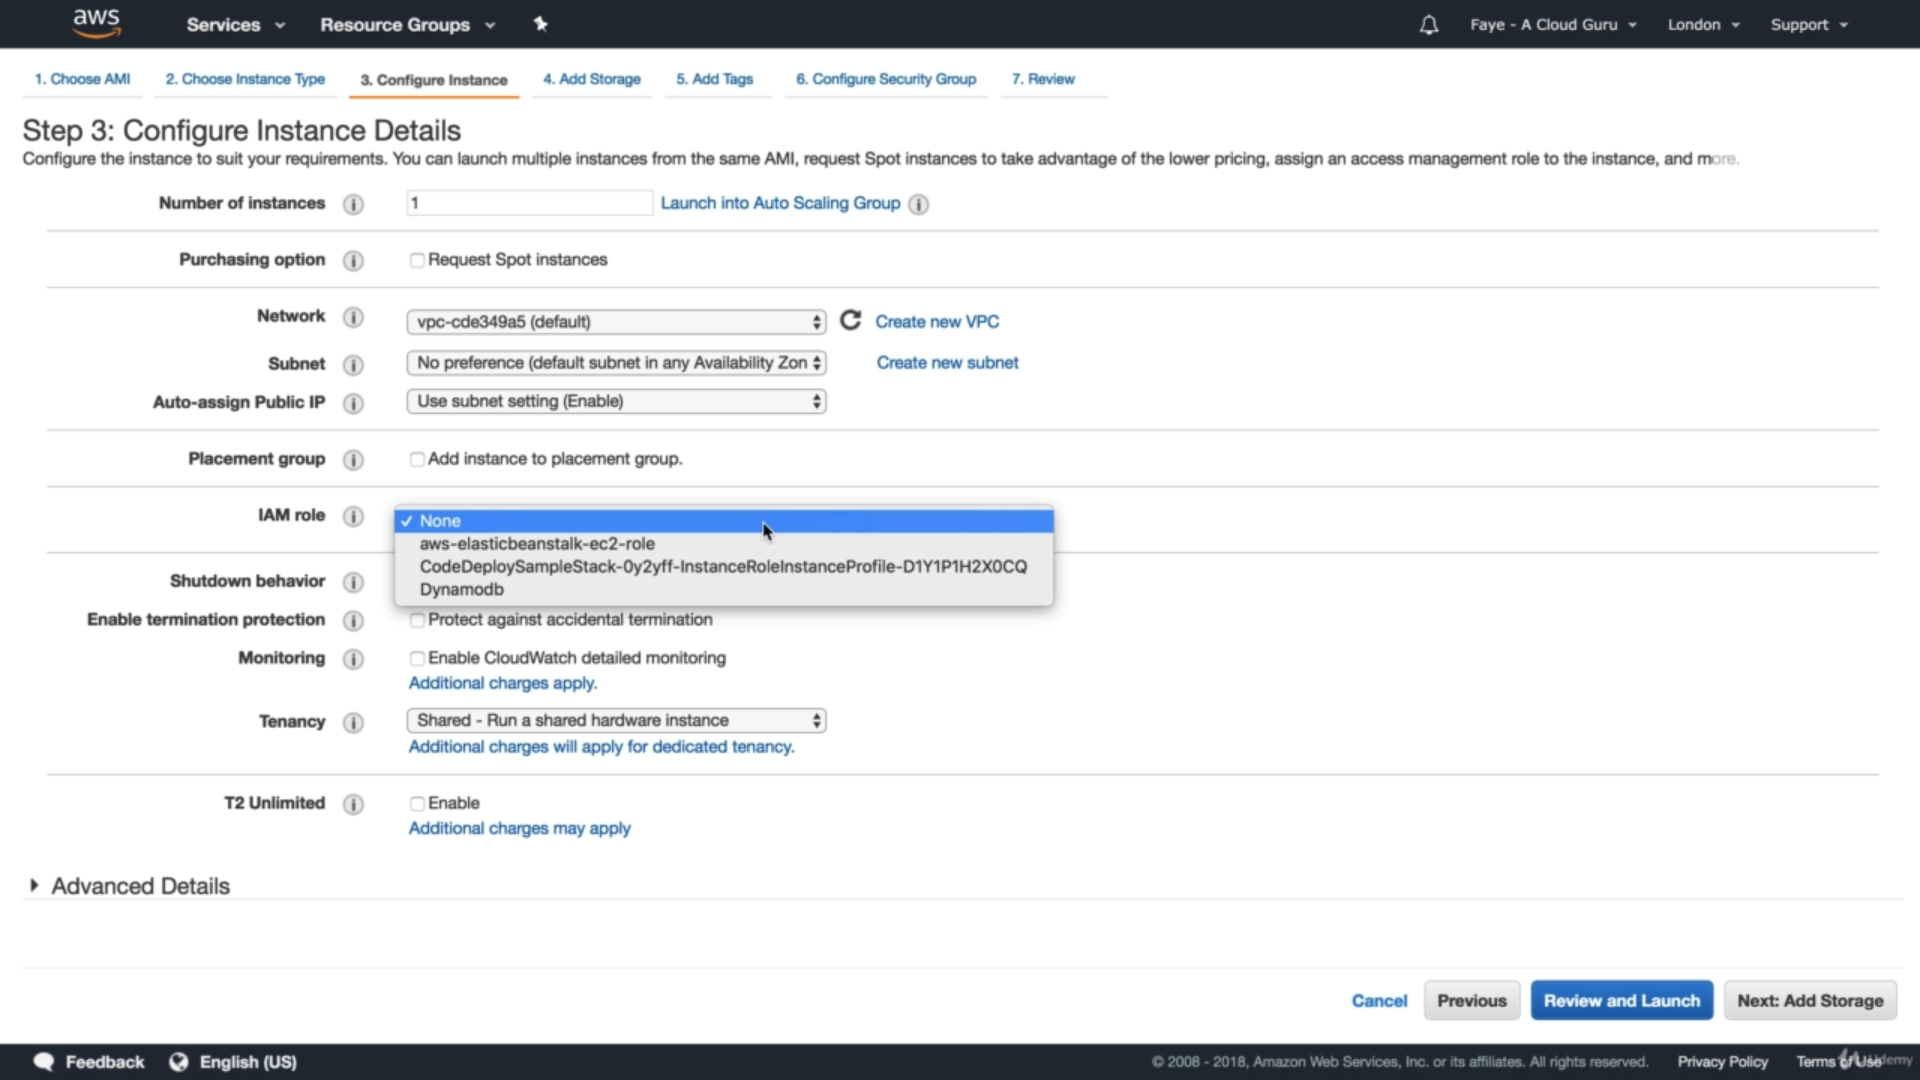 aws Services Resource Groups Faye - A Cloud Guru London Support
1. Choose AMI 2. Choose Instance Type 3. Configure Instance 4. Add Storage 5. Add Tags 6. Configure Security Group 7. Review
Step 3: Configure Instance Details
Configure the instance to suit your requirements. You can launch multiple instances from the same AMI, request Spot instances to take advantage of the lower pricing, assign an access management role to the instance, and more.
Number of instances 1 Launch into Auto Scaling Group
Purchasing option Request Spot instances
Network vpc-cde349a5 (default) Create new VPC
Subnet No preference (default subnet in any Availability Zon Create new subnet
Auto-assign Public IP Use subnet setting (Enable)
Placement group Add instance to placement group.
IAM role ✓ None
aws-elasticbeanstalk-ec2-role
CodeDeploySampleStack-0y2yff-InstanceRoleInstanceProfile-D1Y1P1H2X0CQ
Shutdown behavior Dynamodb
Enable termination protection Protect against accidental termination
Monitoring Enable CloudWatch detailed monitoring
Additional charges apply.
Tenancy Shared - Run a shared hardware instance
Additional charges will apply for dedicated tenancy.
T2 Unlimited Enable
Additional charges may apply
Advanced Details
Cancel Previous Review and Launch Next: Add Storage
Feedback English (US) © 2008 - 2018, Amazon Web Services, Inc. or its affiliates. All rights reserved. Privacy Policy Terms of Use